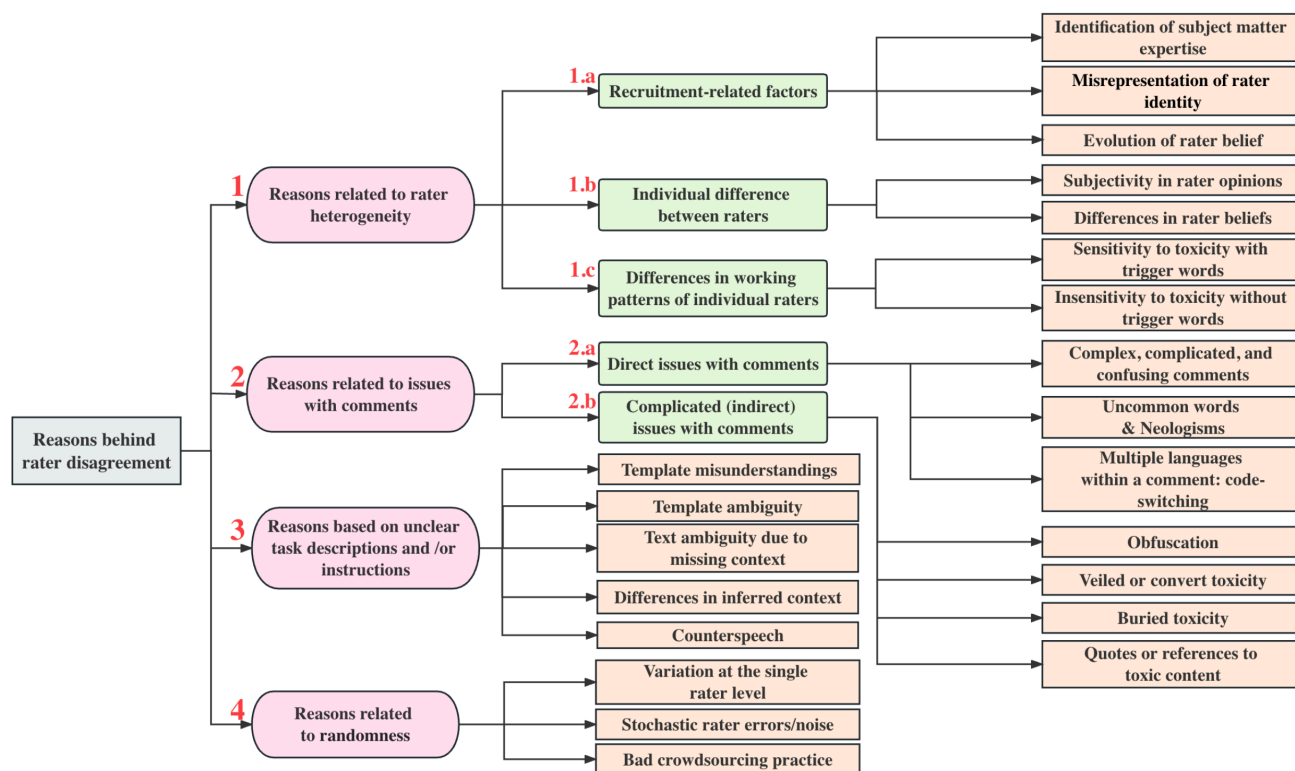 Reasons behind
rater disagreement
1
Reasons related to rater
heterogeneity
1.a
Recruitment-related factors
Identification of subject matter
expertise
Misrepresentation of rater
identity
Evolution of rater belief
1.b
Individual difference
between raters
Subjectivity in rater opinions
Differences in rater beliefs
1.c
Differences in working
patterns of individual raters
Sensitivity to toxicity with
trigger words
Insensitivity to toxicity without
trigger words
2
Reasons related to issues
with comments
2.a
Direct issues with comments
Complex, complicated, and
confusing comments
Uncommon words
& Neologisms
Multiple languages
within a comment: code-
switching
2.b
Complicated (indirect)
issues with comments
Obfuscation
Veiled or convert toxicity
Buried toxicity
Quotes or references to
toxic content
3
Reasons based on unclear
task descriptions and /or
instructions
Template misunderstandings
Template ambiguity
Text ambiguity due to
missing context
Differences in inferred context
Counterspeech
4
Reasons related
to randomness
Variation at the single
rater level
Stochastic rater errors/noise
Bad crowdsourcing practice